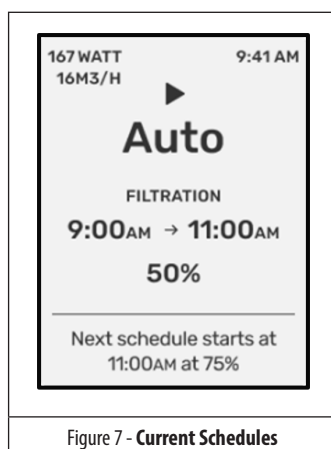 167 WATT 9:41 AM
16M3/H
Auto
FILTRATION
9:00AM → 11:00AM
50%
Next schedule starts at
11:00AM at 75%
Figure 7 - Current Schedules